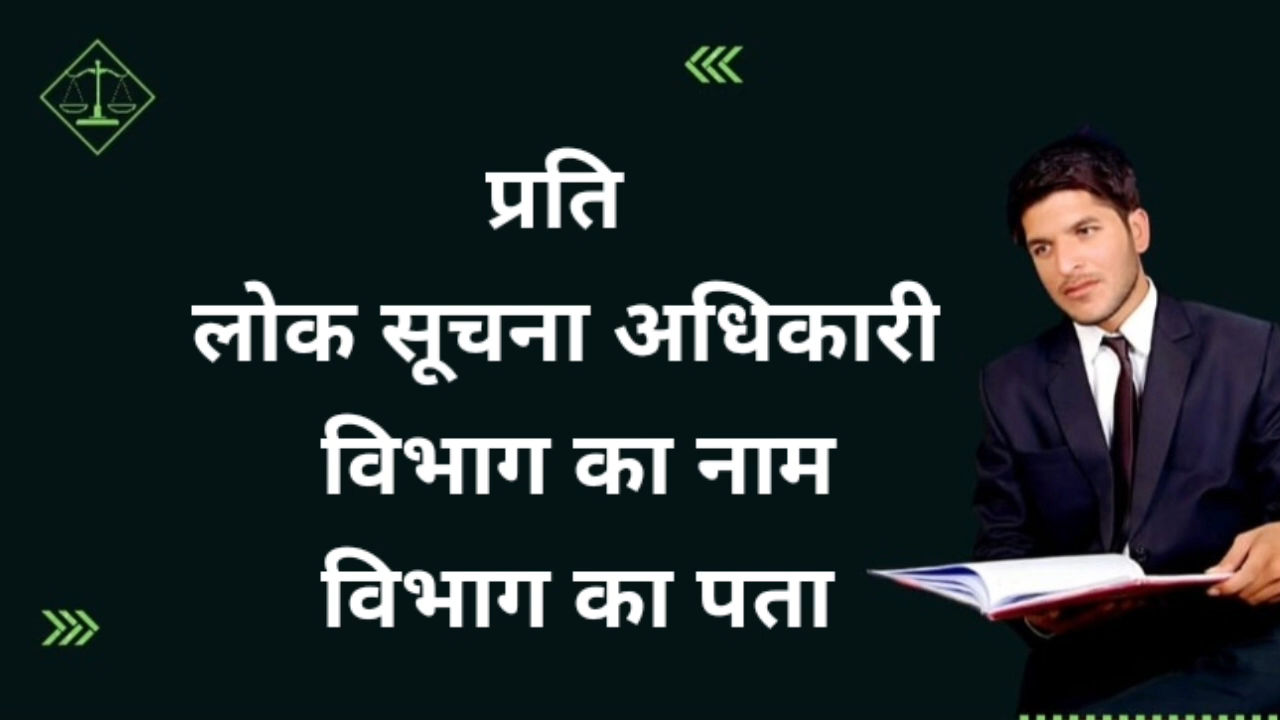 प्रति
लोक सूचना अधिकारी
विभाग का नाम
विभाग का पता